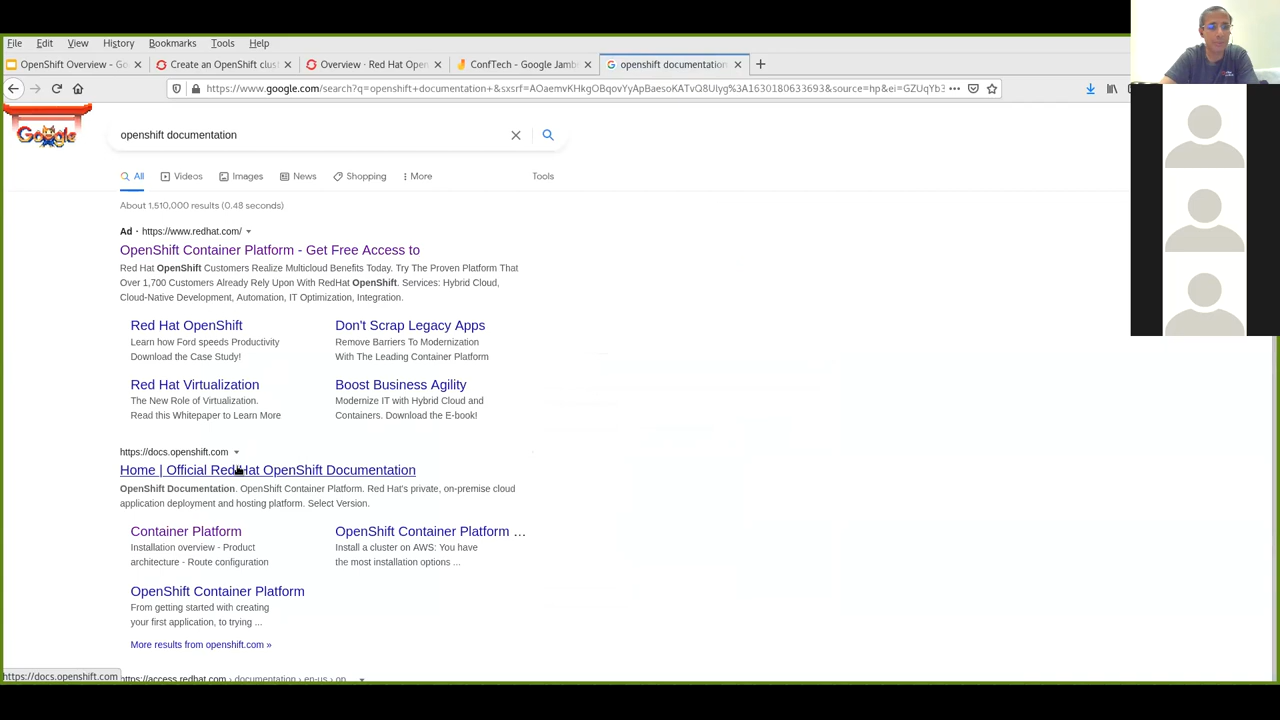 File Edit View History Bookmarks Tools Help
OpenShift Overview - Go
Create an OpenShift clust
Overview · Red Hat Open
ConfTech - Google Jamb
openshift documentation
https://www.google.com/search?q=openshift+documentation+&sxsrf=
Google
openshift documentation
All Videos Images News Shopping More Tools
About 1,510,000 results (0.48 seconds)
Ad · https://www.redhat.com/
OpenShift Container Platform - Get Free Access to
Red Hat OpenShift Customers Realize Multicloud Benefits Today. Try The Proven Platform That
Over 1,700 Customers Already Rely Upon With RedHat OpenShift. Services: Hybrid Cloud,
Cloud-Native Development, Automation, IT Optimization, Integration.
Red Hat OpenShift
Learn how Ford speeds Productivity
Download the Case Study!
Don't Scrap Legacy Apps
Remove Barriers To Modernization
With The Leading Container Platform
Red Hat Virtualization
The New Role of Virtualization.
Read this Whitepaper to Learn More
Boost Business Agility
Modernize IT with Hybrid Cloud and
Containers. Download the E-book!
https://docs.openshift.com
Home | Official Red Hat OpenShift Documentation
OpenShift Documentation. OpenShift Container Platform. Red Hat's private, on-premise cloud
application deployment and hosting platform. Select Version.
Container Platform
Installation overview - Product
architecture - Route configuration
OpenShift Container Platform ...
Install a cluster on AWS: You have
the most installation options ...
OpenShift Container Platform
From getting started with creating
your first application, to trying ...
More results from openshift.com »
https://docs.openshift.com
https://access.redhat.com › documentation › en-us › op...